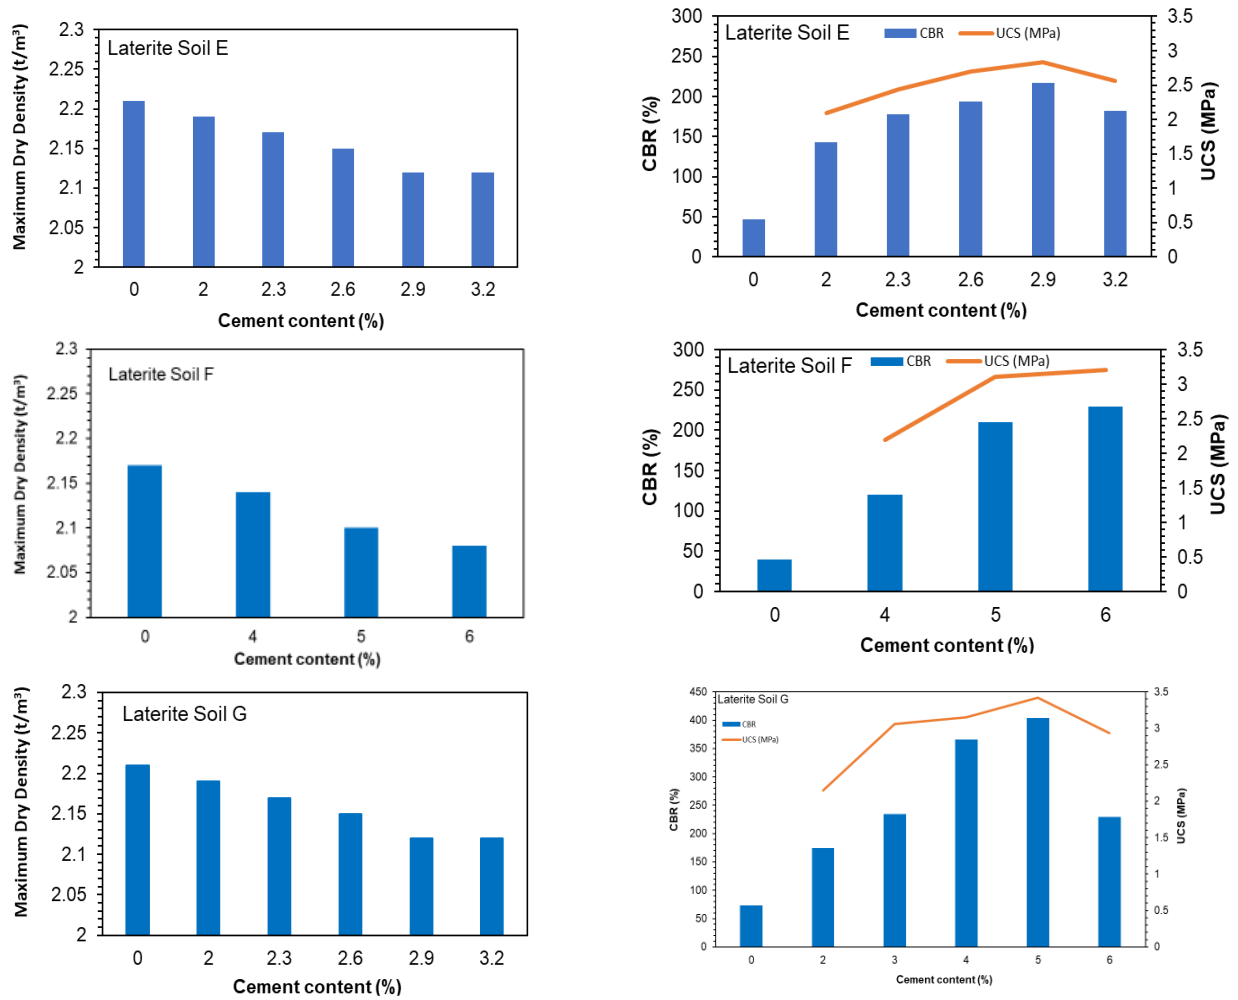 Laterite Soil E
Maximum Dry Density (t/m³)
2.3
2.25
2.2
2.15
2.1
2.05
2
0 2 2.3 2.6 2.9 3.2
Cement content (%)
Laterite Soil E
CBR UCS (MPa)
CBR (%)
300
250
200
150
100
50
0
UCS (MPa)
3.5
3
2.5
2
1.5
1
0.5
0
0 2 2.3 2.6 2.9 3.2
Cement content (%)
Laterite Soil F
Maximum Dry Density (t/m³)
2.3
2.25
2.2
2.15
2.1
2.05
2
0 4 5 6
Cement content (%)
Laterite Soil F
CBR UCS (MPa)
CBR (%)
300
250
200
150
100
50
0
UCS (MPa)
3.5
3
2.5
2
1.5
1
0.5
0
0 4 5 6
Cement content (%)
Laterite Soil G
Maximum Dry Density (t/m³)
2.3
2.25
2.2
2.15
2.1
2.05
2
0 2 2.3 2.6 2.9 3.2
Cement content (%)
Laterite Soil G
CBR
UCS (MPa)
CBR (%)
450
400
350
300
250
200
150
100
50
0
UCS (MPa)
3.5
3
2.5
2
1.5
1
0.5
0
0 2 3 4 5 6
Cement content (%)